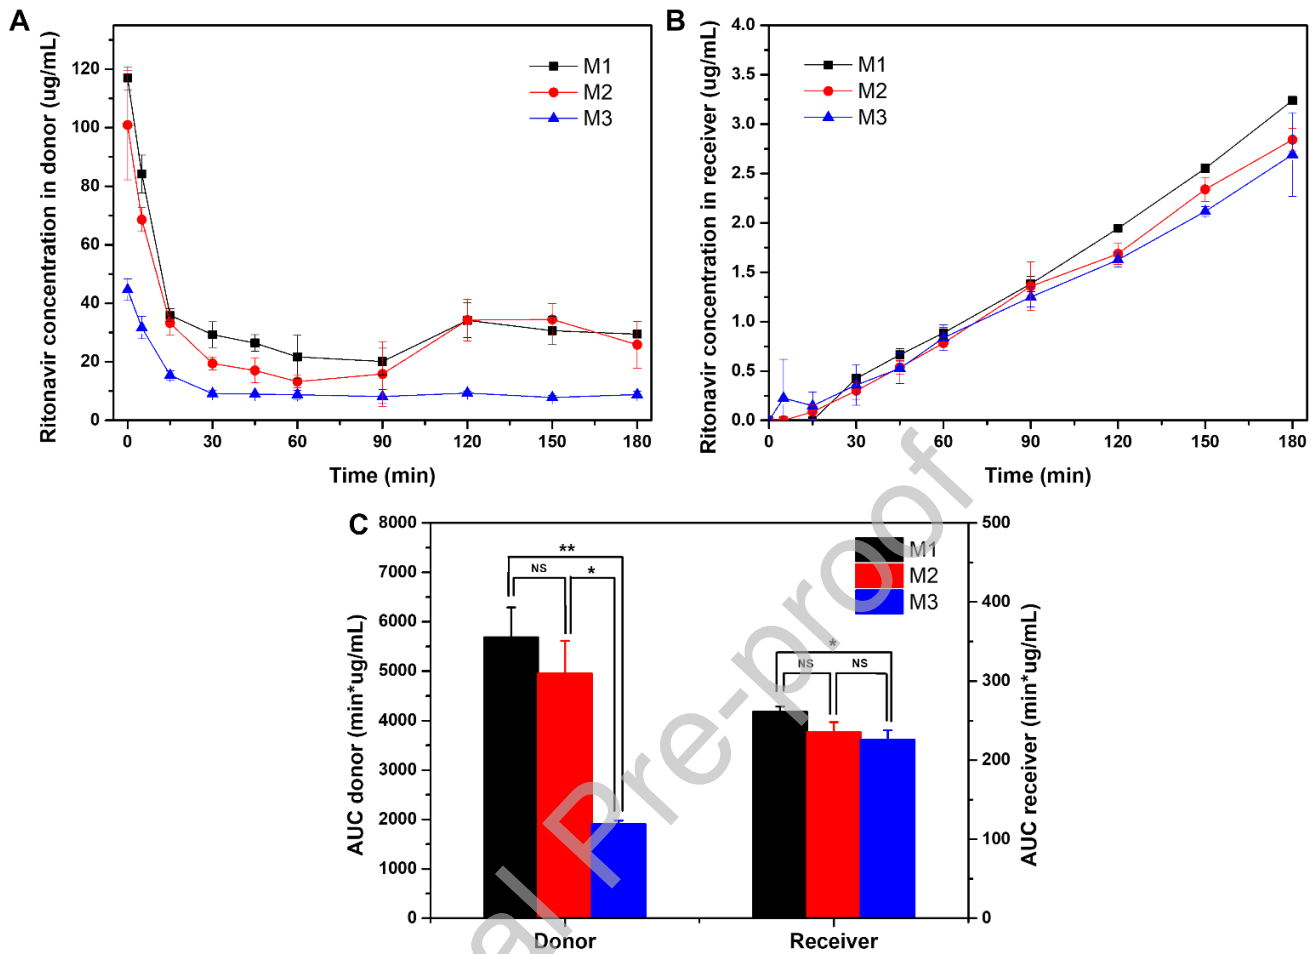 A
B
Ritonavir concentration in donor (ug/mL)
120
100
80
60
40
20
0
0 30 60 90 120 150 180
Time (min)
M1
M2
M3
Ritonavir concentration in receiver (ug/mL)
4.0
3.5
3.0
2.5
2.0
1.5
1.0
0.5
0.0
0 30 60 90 120 150 180
Time (min)
M1
M2
M3
C
AUC donor (min*ug/mL)
8000
7000
6000
5000
4000
3000
2000
1000
0
**
NS
*
*
NS
NS
M1
M2
M3
500
400
300
200
100
0
AUC receiver (min*ug/mL)
Donor
Receiver
al Pre-proof